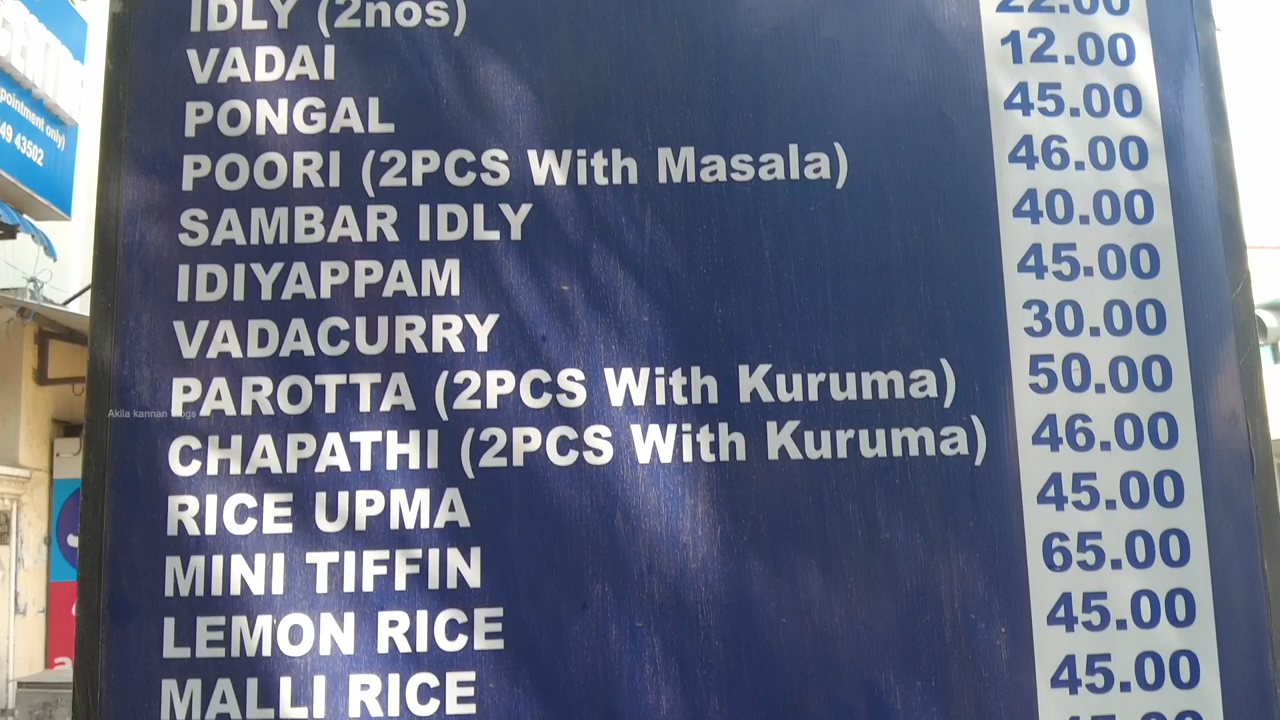 IDLY (2nos) 22.00
VADAI 12.00
PONGAL 45.00
POORI (2PCS With Masala) 46.00
SAMBAR IDLY 40.00
IDIYAPPAM 45.00
VADACURRY 30.00
PAROTTA (2PCS With Kuruma) 50.00
CHAPATHI (2PCS With Kuruma) 46.00
RICE UPMA 45.00
MINI TIFFIN 65.00
LEMON RICE 45.00
MALLI RICE 45.00
only)
43502
Akila kannan